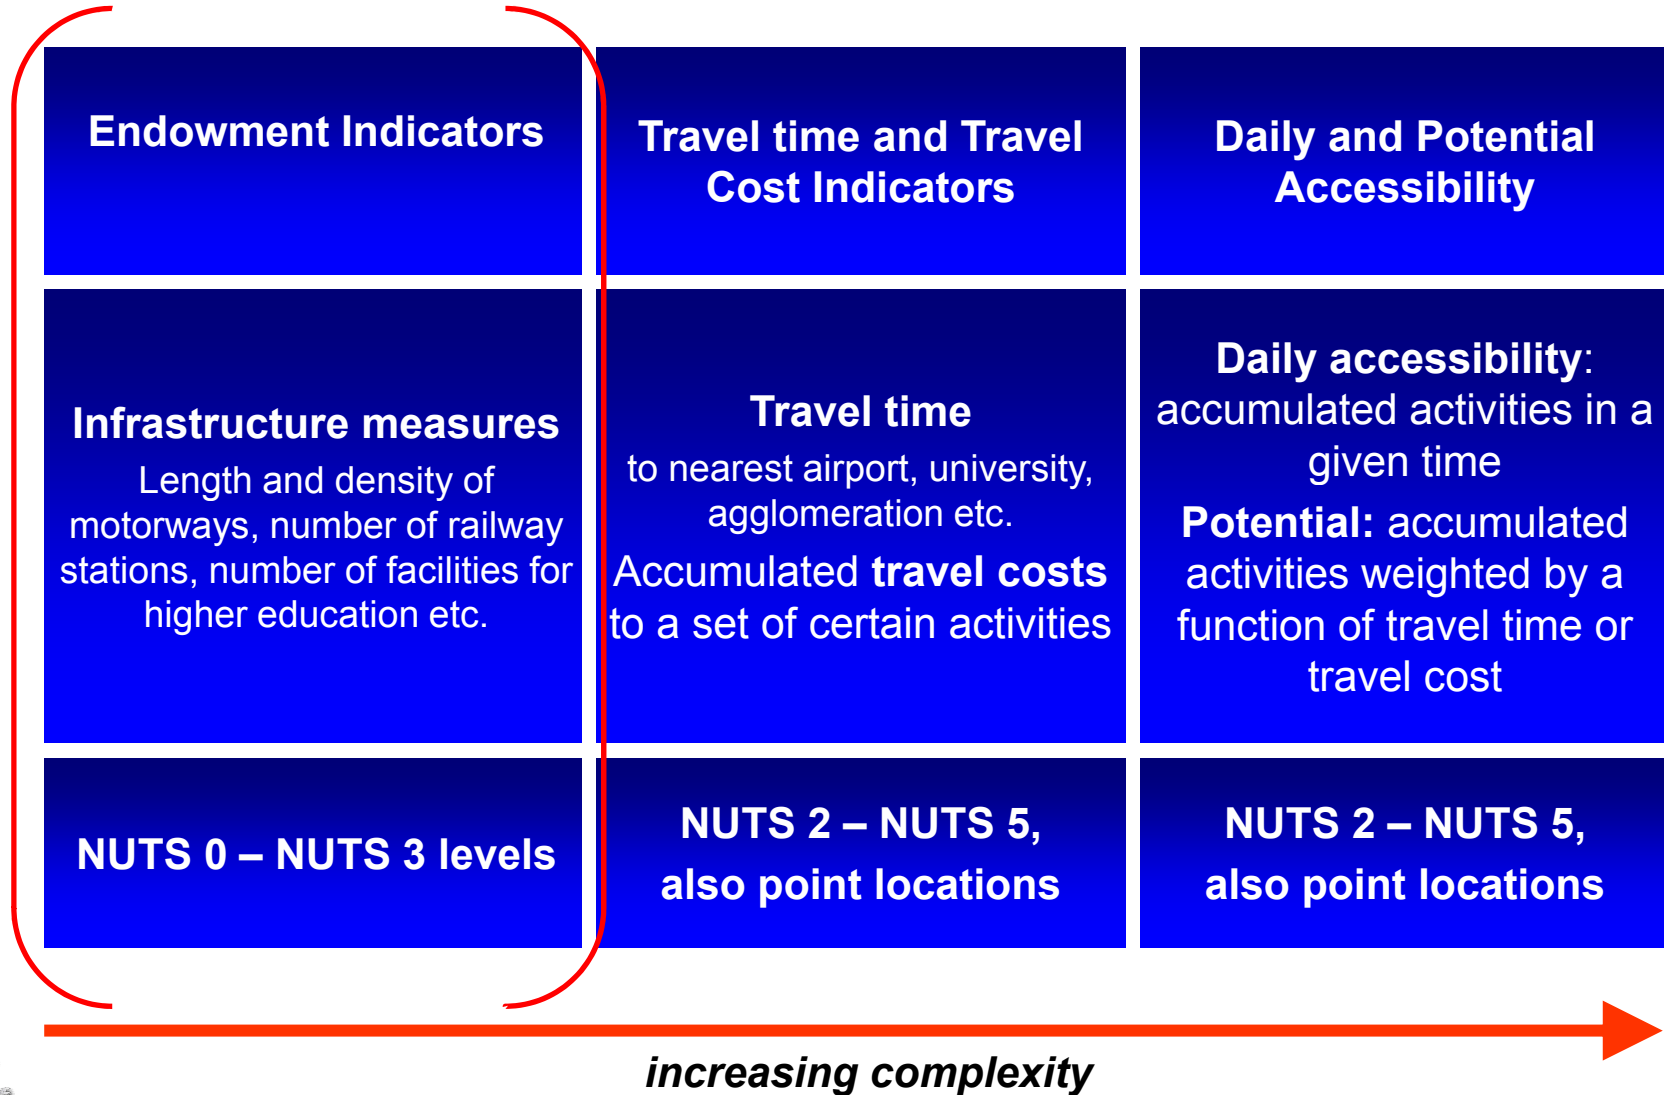 Endowment Indicators
Travel time and Travel
Cost Indicators
Daily and Potential
Accessibility
Infrastructure measures
Length and density of
motorways, number of railway
stations, number of facilities for
higher education etc.
Travel time
to nearest airport, university,
agglomeration etc.
Accumulated travel costs
to a set of certain activities
Daily accessibility:
accumulated activities in a
given time
Potential: accumulated
activities weighted by a
function of travel time or
travel cost
NUTS 0 – NUTS 3 levels
NUTS 2 – NUTS 5,
also point locations
NUTS 2 – NUTS 5,
also point locations
increasing complexity